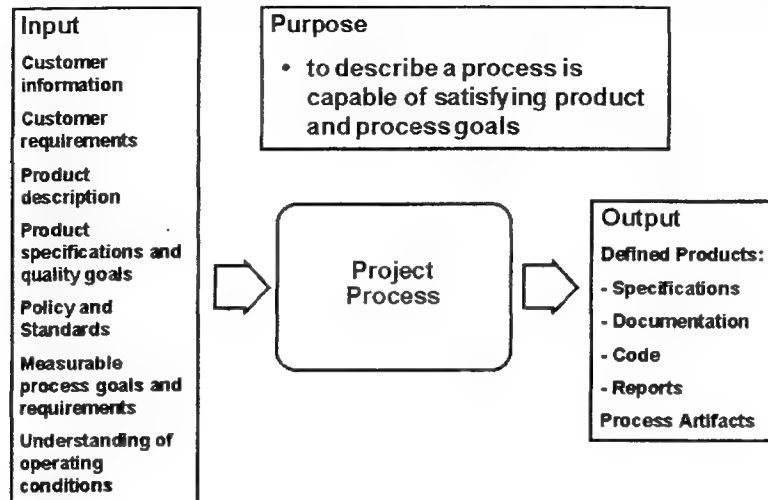 Input
Customer
information
Customer
requirements
Product
description
Product
specifications and
quality goals
Policy and
Standards
Measurable
process goals and
requirements
Understanding of
operating
conditions
Purpose
• to describe a process is
capable of satisfying product
and process goals
Project
Process
Output
Defined Products:
- Specifications
- Documentation
- Code
- Reports
Process Artifacts